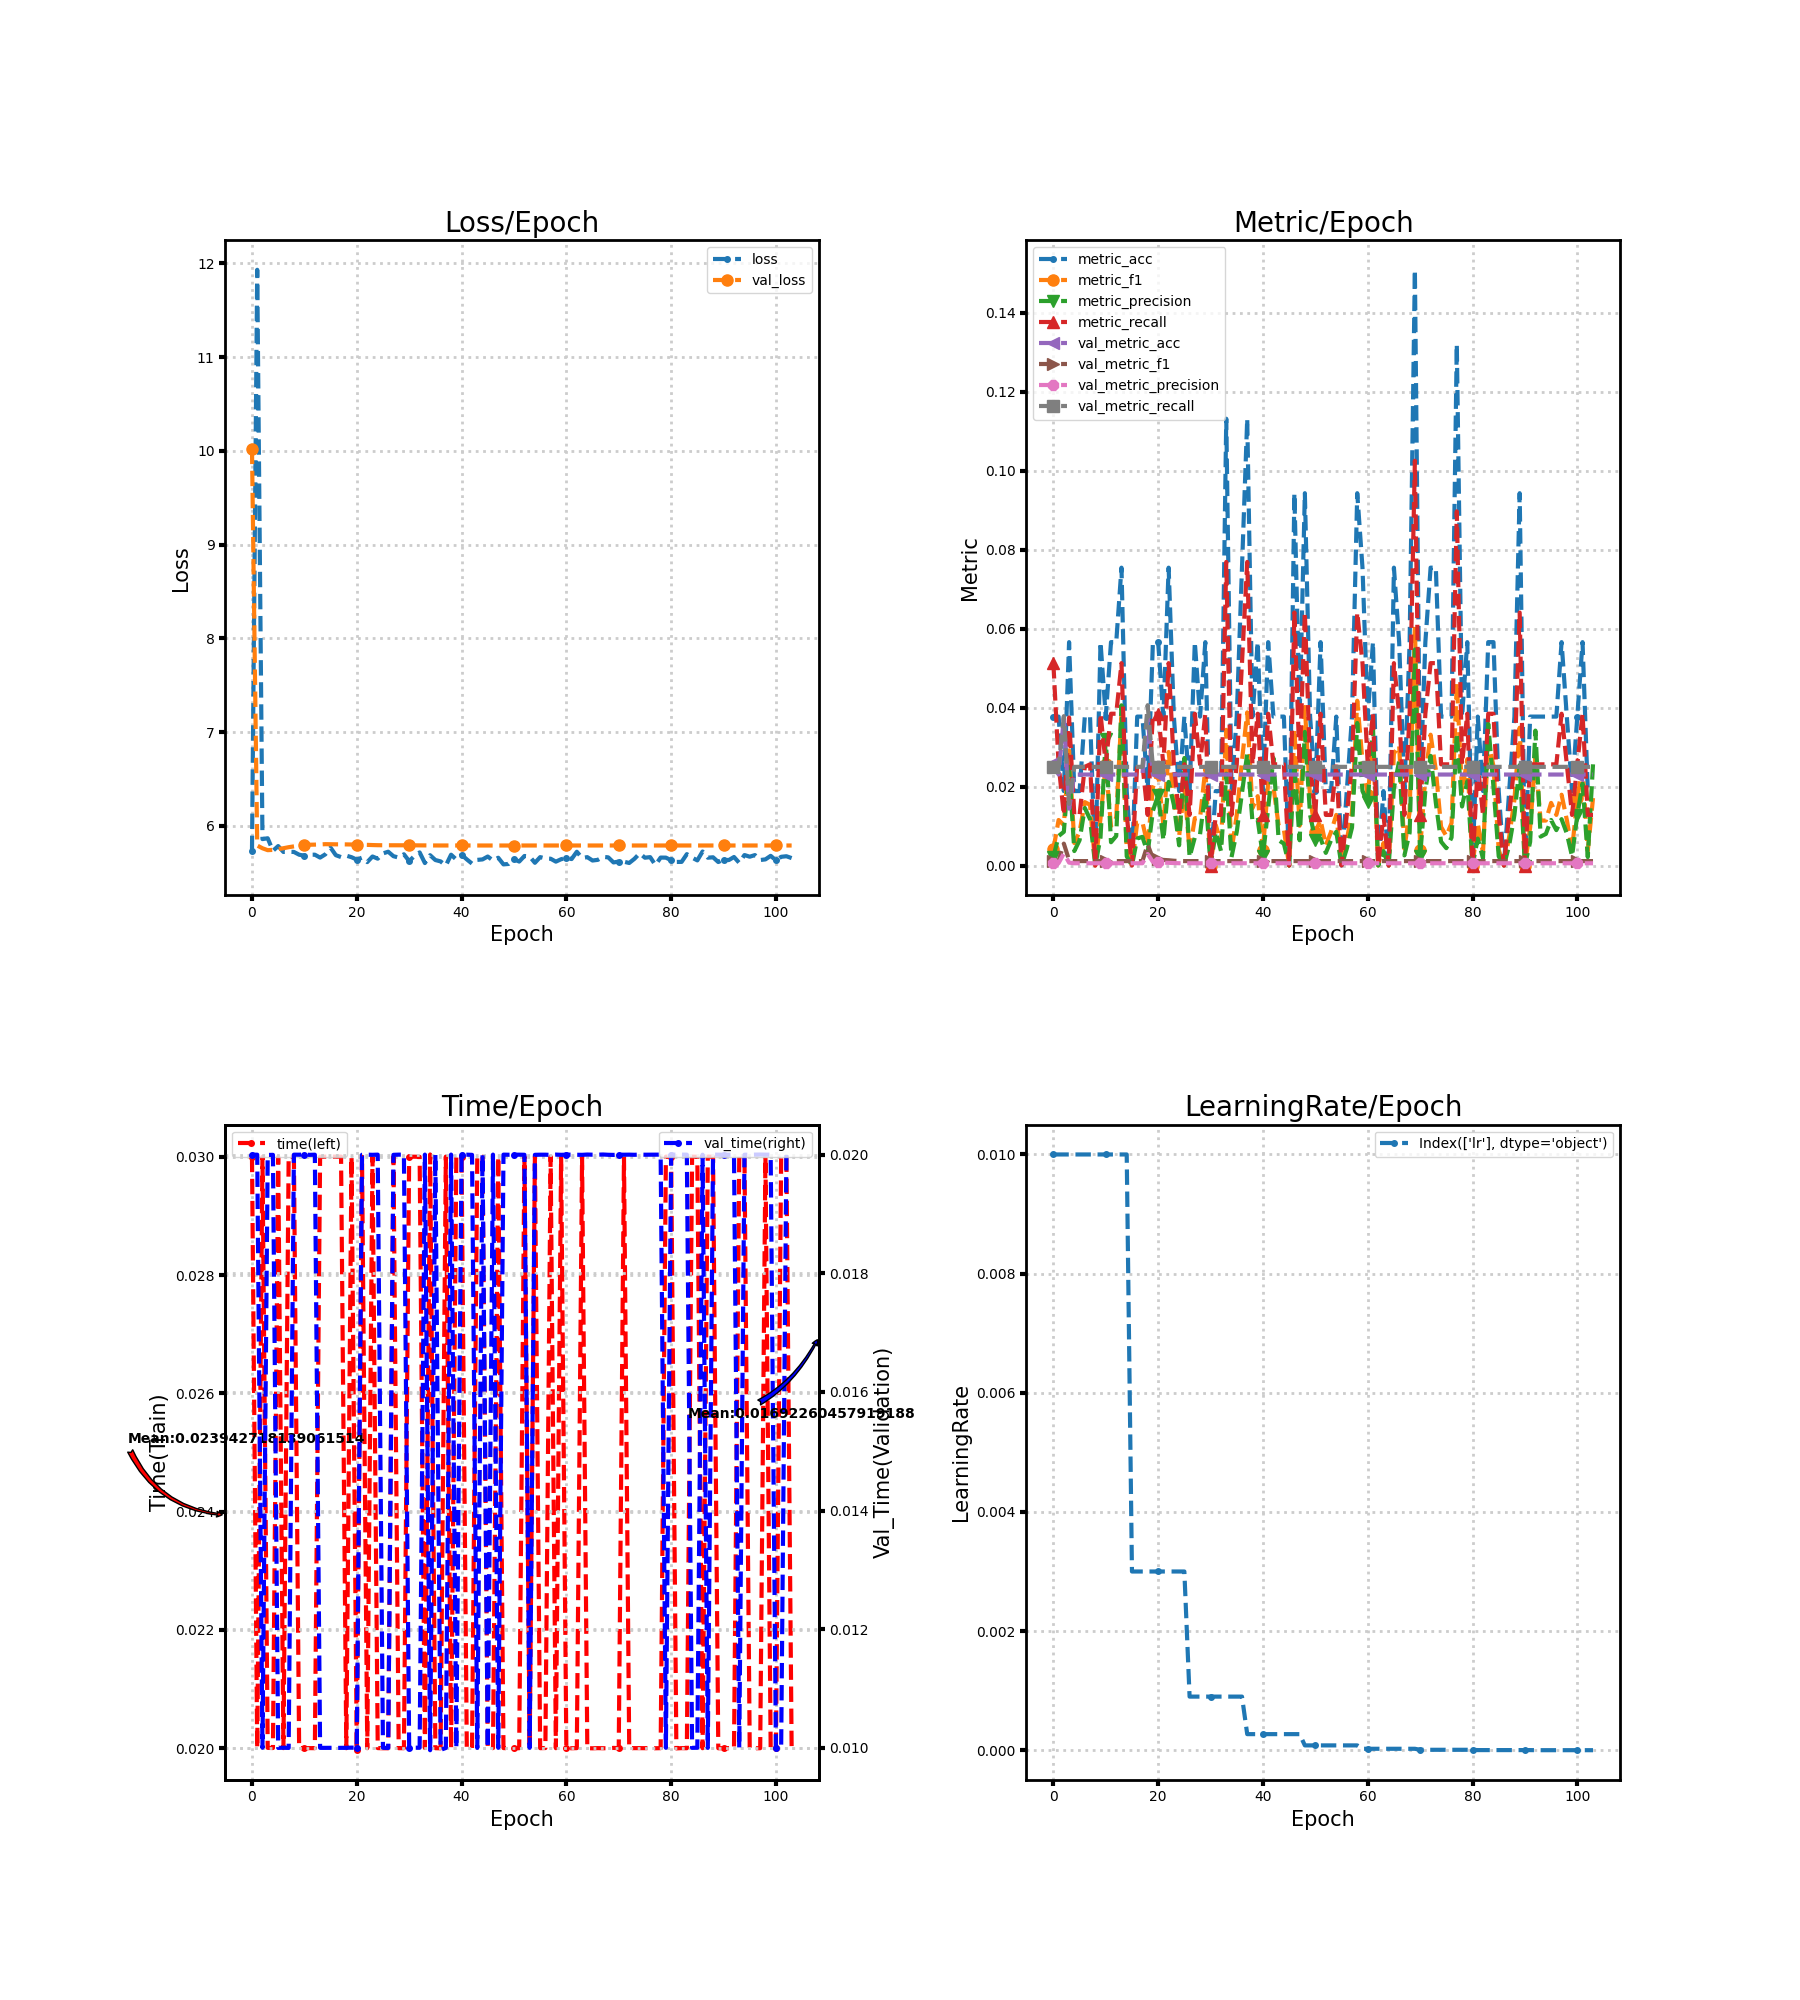 Loss/Epoch
Loss
12
11
10
9
8
7
6
loss
val_loss
0
20
40
60
80
100
Epoch
Metric/Epoch
Metric
0.14
0.12
0.10
0.08
0.06
0.04
0.02
0.00
metric_acc
metric_f1
metric_precision
metric_recall
val_metric_acc
val_metric_f1
val_metric_precision
val_metric_recall
0
20
40
60
80
100
Epoch
Time/Epoch
Time(Train)
0.030
0.028
0.026
0.024
0.022
0.020
time(left)
val_time(right)
0.020
0.018
0.016
0.014
0.012
0.010
Val_Time(Validation)
0
20
40
60
80
100
Epoch
LearningRate/Epoch
LearningRate
0.010
0.008
0.006
0.004
0.002
0.000
Index(['lr'], dtype='object')
0
20
40
60
80
100
Epoch